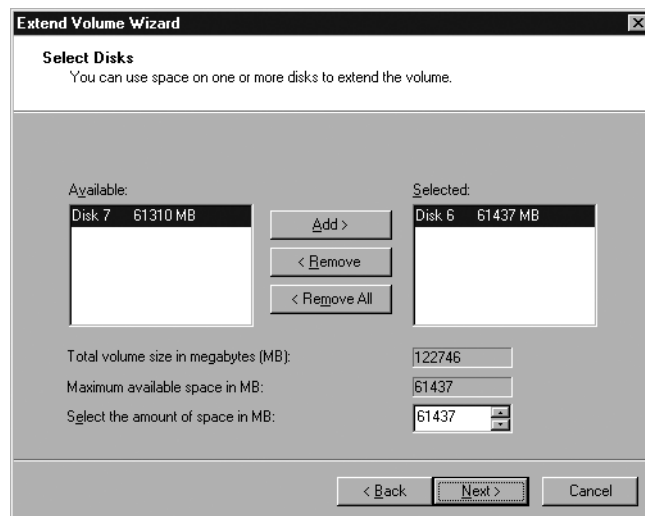 Extend Volume Wizard
Select Disks
You can use space on one or more disks to extend the volume.
Available:
Selected:
Disk 7 61310 MB
Disk 6 61437 MB
Add >
< Remove
< Remove All
Total volume size in megabytes (MB):
122746
Maximum available space in MB:
61437
Select the amount of space in MB:
61437
< Back
Next >
Cancel